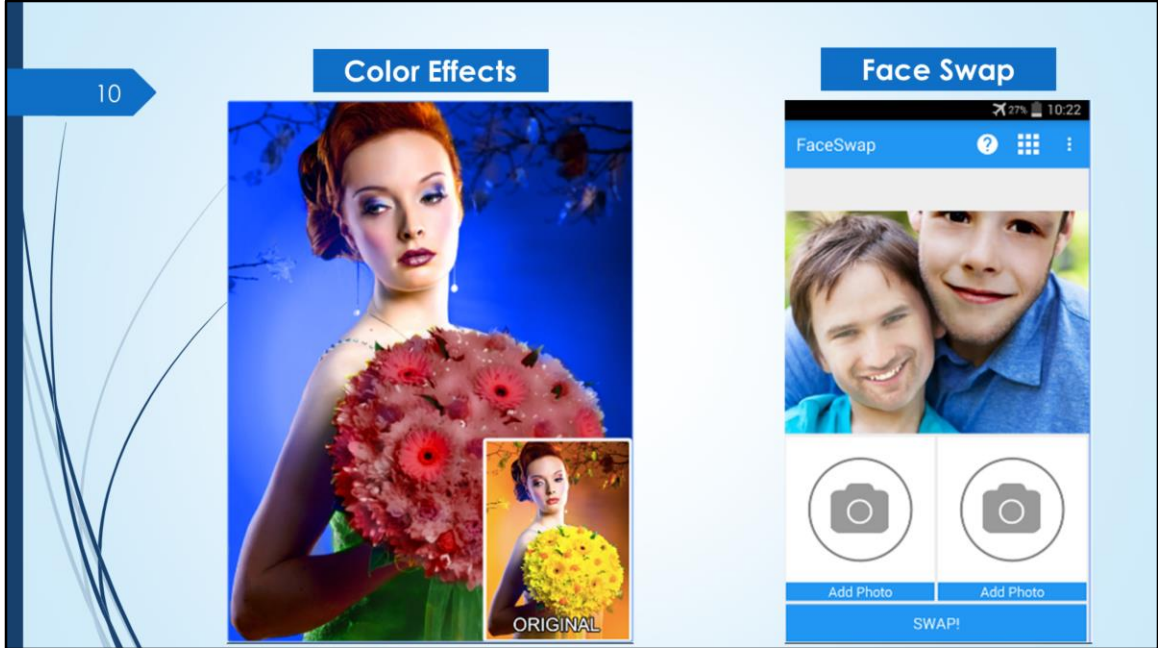 10
Color Effects
ORIGINAL
Face Swap
27% 10:22
FaceSwap
?
Add Photo Add Photo
SWAP!